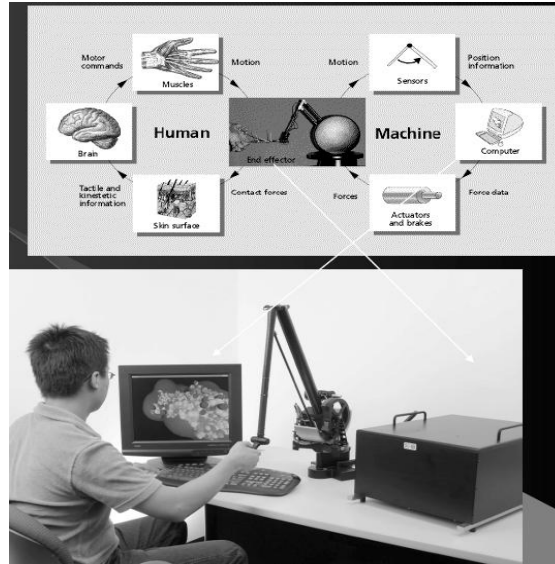 Motor
commands
Muscles
Motion
Motion
Sensors
Position
information
Brain
Human
End effector
Machine
Computer
Tactile and
kinestetic
information
Skin surface
Contact forces
Forces
Actuators
and brakes
Force data